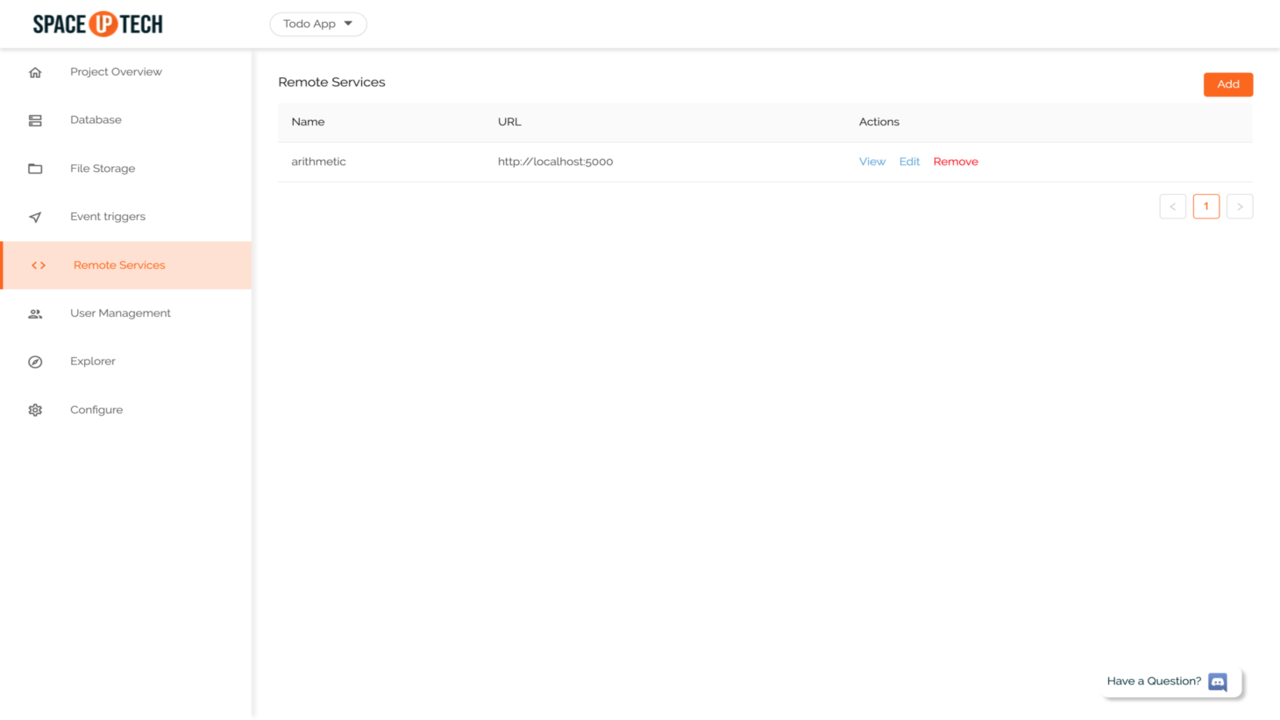 SPACE UP TECH
Todo App
Project Overview
Database
File Storage
Event triggers
Remote Services
User Management
Explorer
Configure
Remote Services
Add
Name URL Actions
arithmetic http://localhost:5000 View Edit Remove
< 1 >
Have a Question?